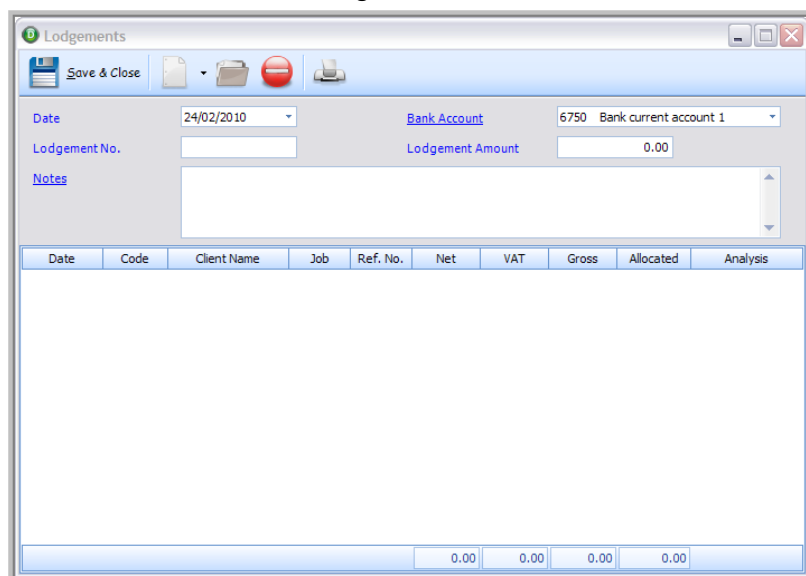 Lodgements
Save & Close
Date 24/02/2010 Bank Account 6750 Bank current account 1
Lodgement No. Lodgement Amount 0.00
Notes
Date Code Client Name Job Ref. No. Net VAT Gross Allocated Analysis
0.00 0.00 0.00 0.00